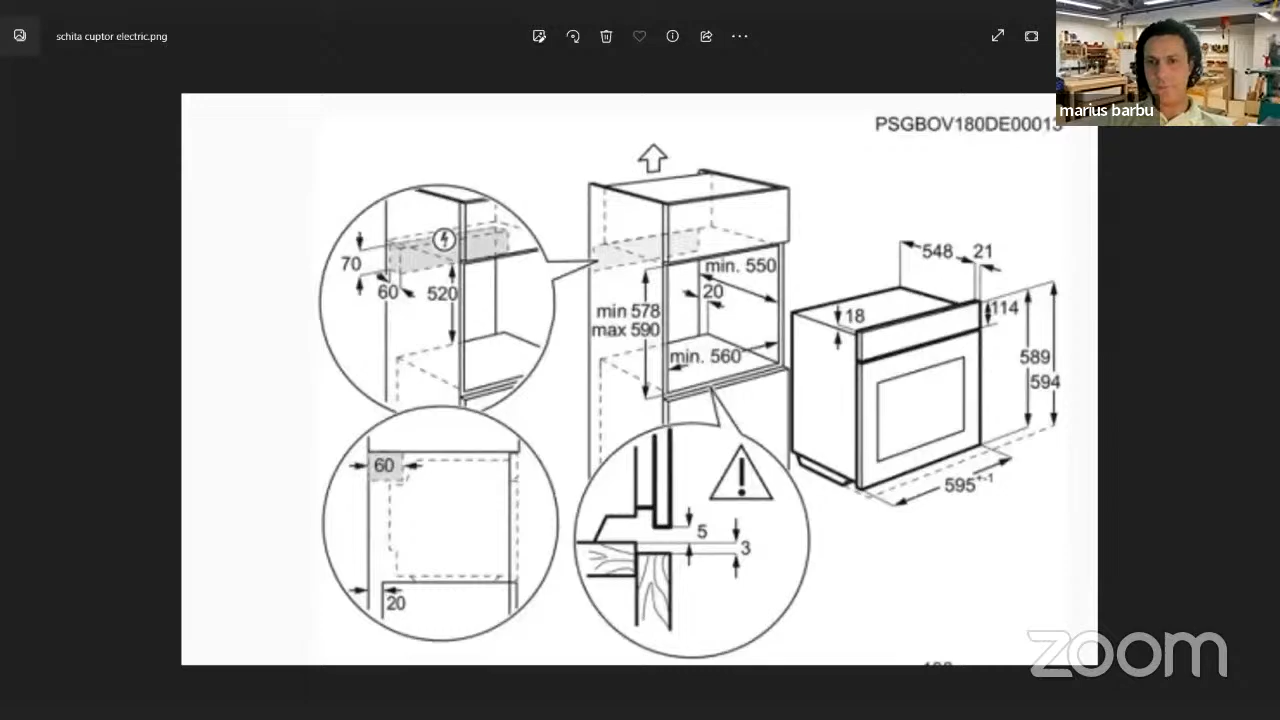 schita cuptor electric.png
marius barbu
PSGBOV180DE00013
70
60
520
min. 550
20
min 578
max 590
min. 560
548
21
18
114
589
594
595+-1
60
20
5
3
zoom